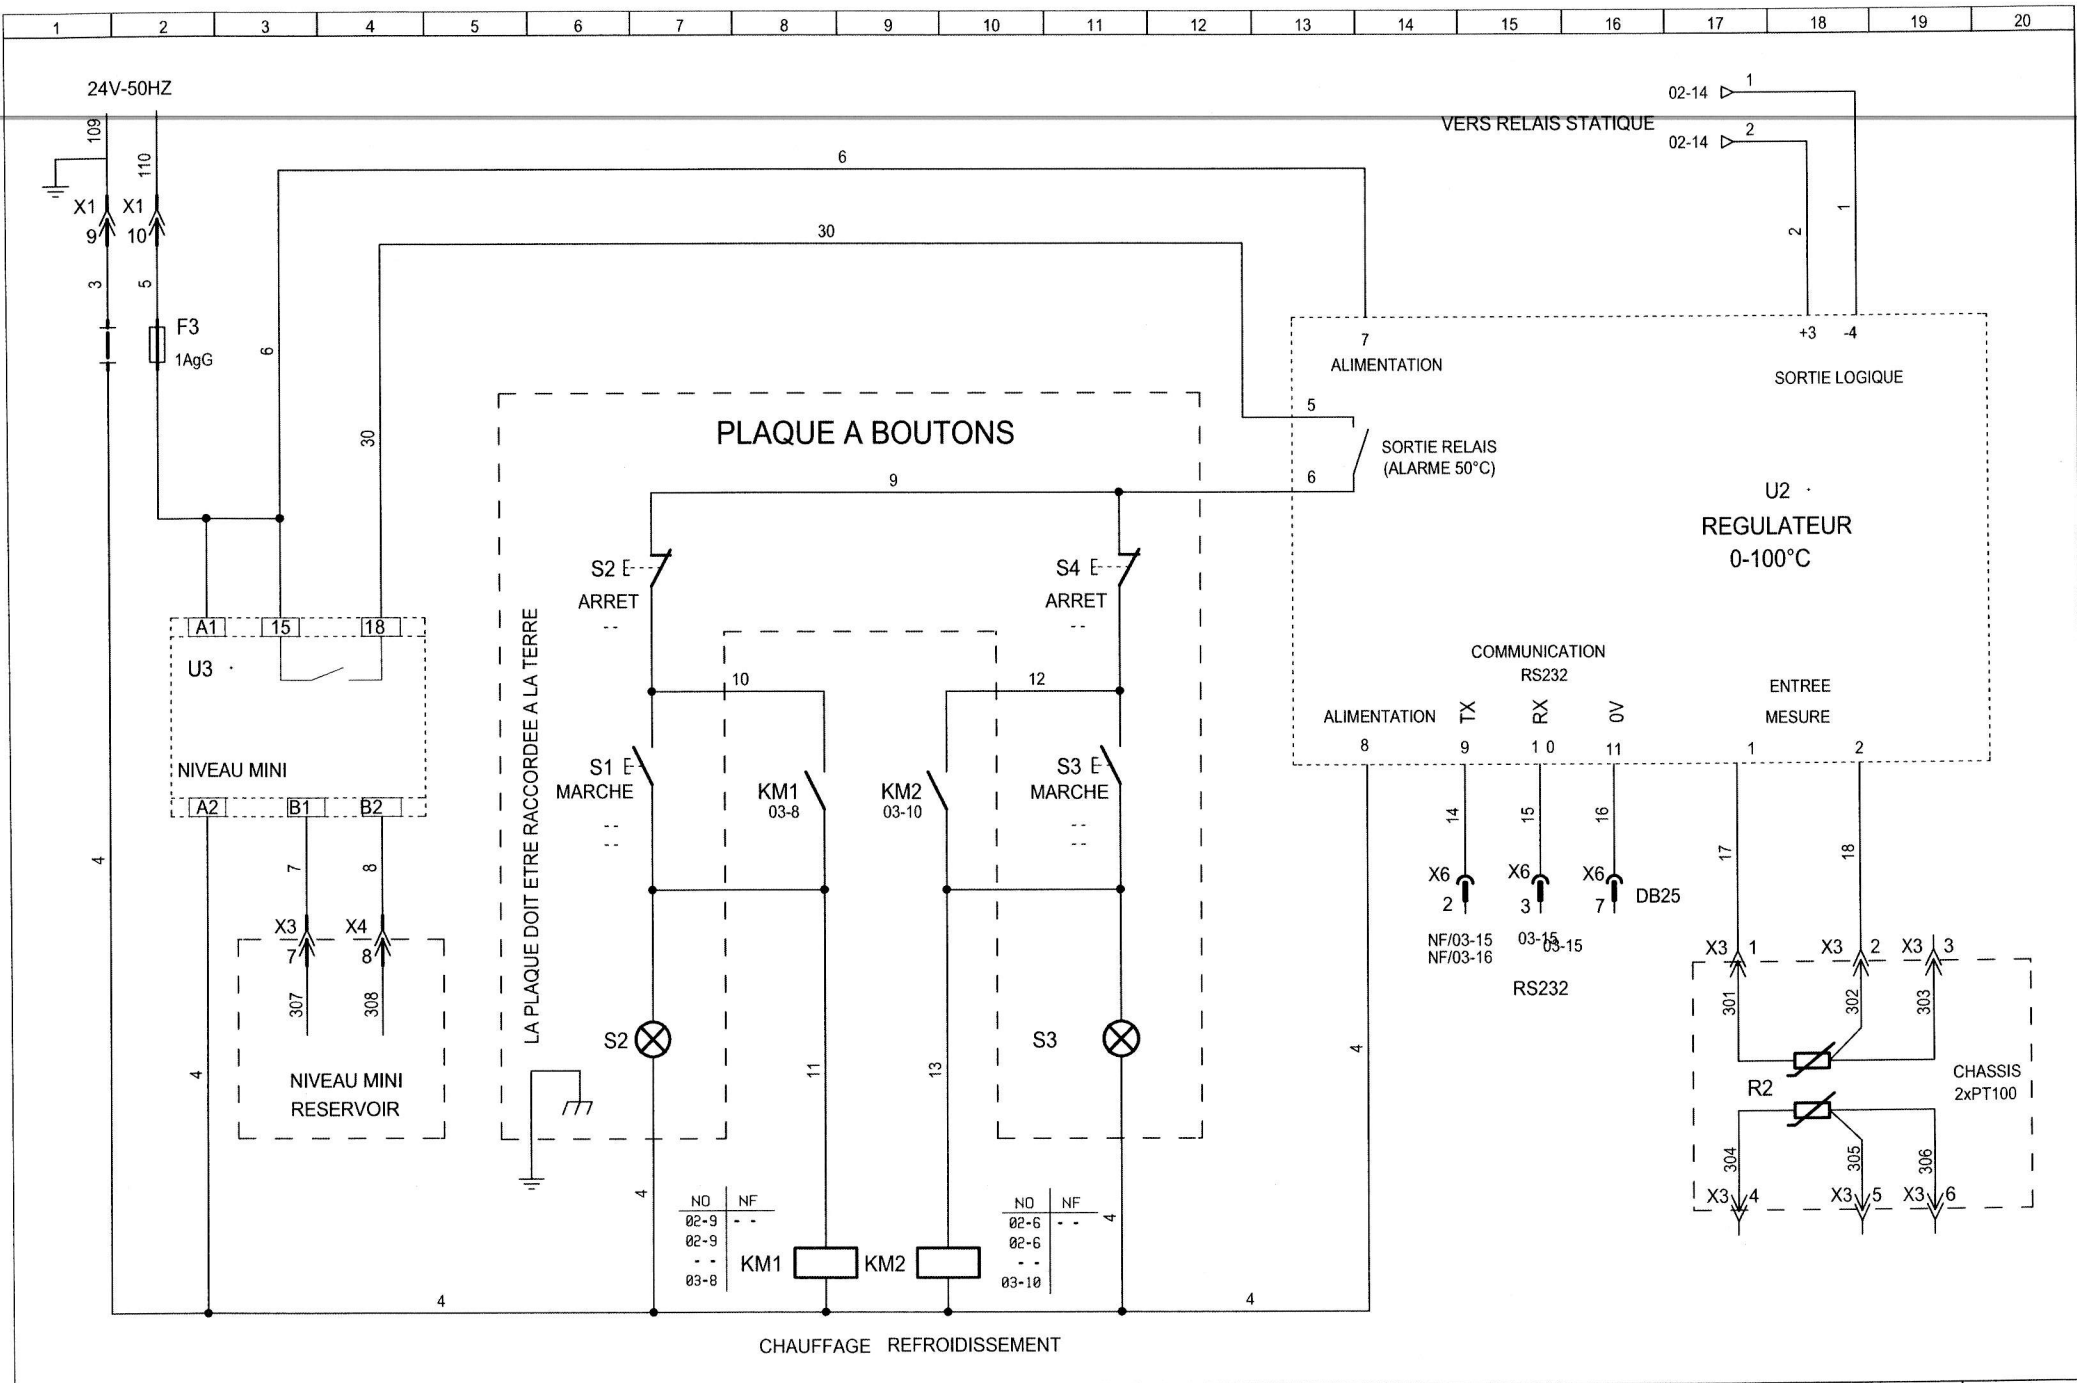 1 2 3 4 5 6 7 8 9 10 11 12 13 14 15 16 17 18 19 20
24V-50HZ
109
110
X1 X1
9 10
3
5
F3
1AgG
6
6
30
30
02-14 1
VERS RELAIS STATIQUE
02-14 2
2
1
7
ALIMENTATION
+3 -4
SORTIE LOGIQUE
5
SORTIE RELAIS
(ALARME 50°C)
6
U2
REGULATEUR
0-100°C
COMMUNICATION
RS232
ENTREE
MESURE
ALIMENTATION
TX
RX
0V
8 9 1 0 11 1 2
PLAQUE A BOUTONS
9
S2
ARRET
--
S4
ARRET
--
LA PLAQUE DOIT ETRE RACCORDEE A LA TERRE
10
12
S1
MARCHE
--
--
KM1
03-8
KM2
03-10
S3
MARCHE
--
--
S2
S3
11
13
A1 15 18
U3
NIVEAU MINI
A2 B1 B2
4
7
8
X3 X4
7 8
307
308
NIVEAU MINI
RESERVOIR
4
4
4
4
14
15
16
X6 X6 X6
2 3 7
DB25
NF/03-15
NF/03-16
03-15
03-15
RS232
17
18
X3 1 X3 2 X3 3
301
302
303
R2
CHASSIS
2xPT100
304
305
306
X3 4 X3 5 X3 6
NO NF
02-9 --
02-9
--
03-8
KM1
KM2
NO NF
02-6 --
02-6
--
03-10
4
4
CHAUFFAGE REFROIDISSEMENT